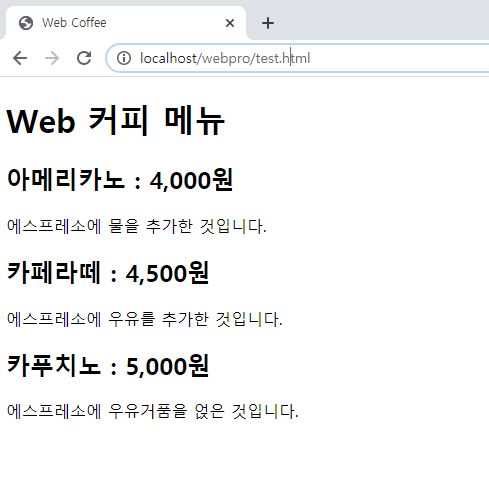 Web Coffee
localhost/webpro/test.html
Web 커피 메뉴
아메리카노 : 4,000원
에스프레소에 물을 추가한 것입니다.
카페라떼 : 4,500원
에스프레소에 우유를 추가한 것입니다.
카푸치노 : 5,000원
에스프레소에 우유거품을 얹은 것입니다.